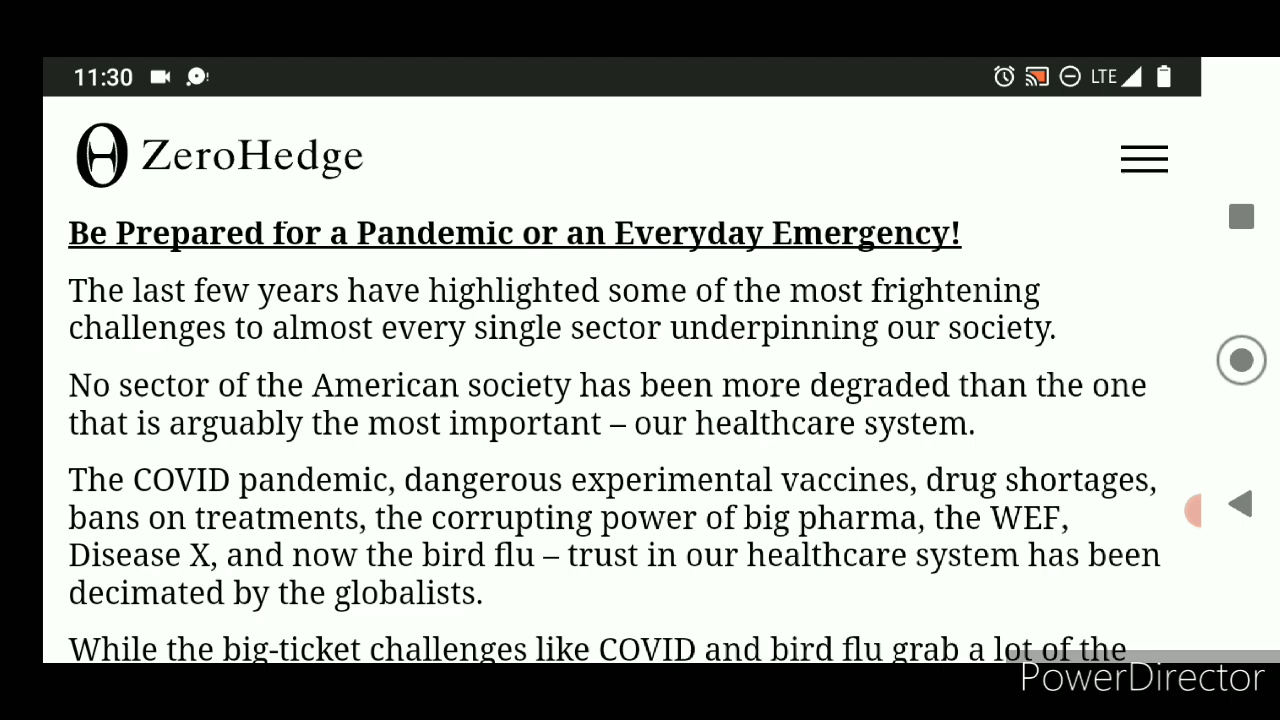 11:30
LTE
ZeroHedge
Be Prepared for a Pandemic or an Everyday Emergency!
The last few years have highlighted some of the most frightening
challenges to almost every single sector underpinning our society.
No sector of the American society has been more degraded than the one
that is arguably the most important – our healthcare system.
The COVID pandemic, dangerous experimental vaccines, drug shortages,
bans on treatments, the corrupting power of big pharma, the WEF,
Disease X, and now the bird flu – trust in our healthcare system has been
decimated by the globalists.
While the big-ticket challenges like COVID and bird flu grab a lot of the
PowerDirector